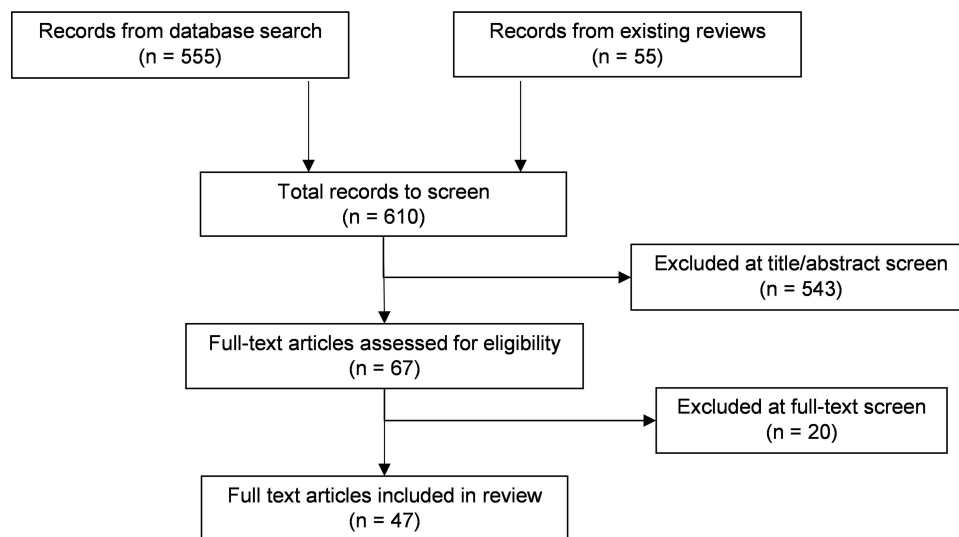 Records from database search
(n = 555)
Records from existing reviews
(n = 55)
Total records to screen
(n = 610)
Excluded at title/abstract screen
(n = 543)
Full-text articles assessed for eligibility
(n = 67)
Excluded at full-text screen
(n = 20)
Full text articles included in review
(n = 47)